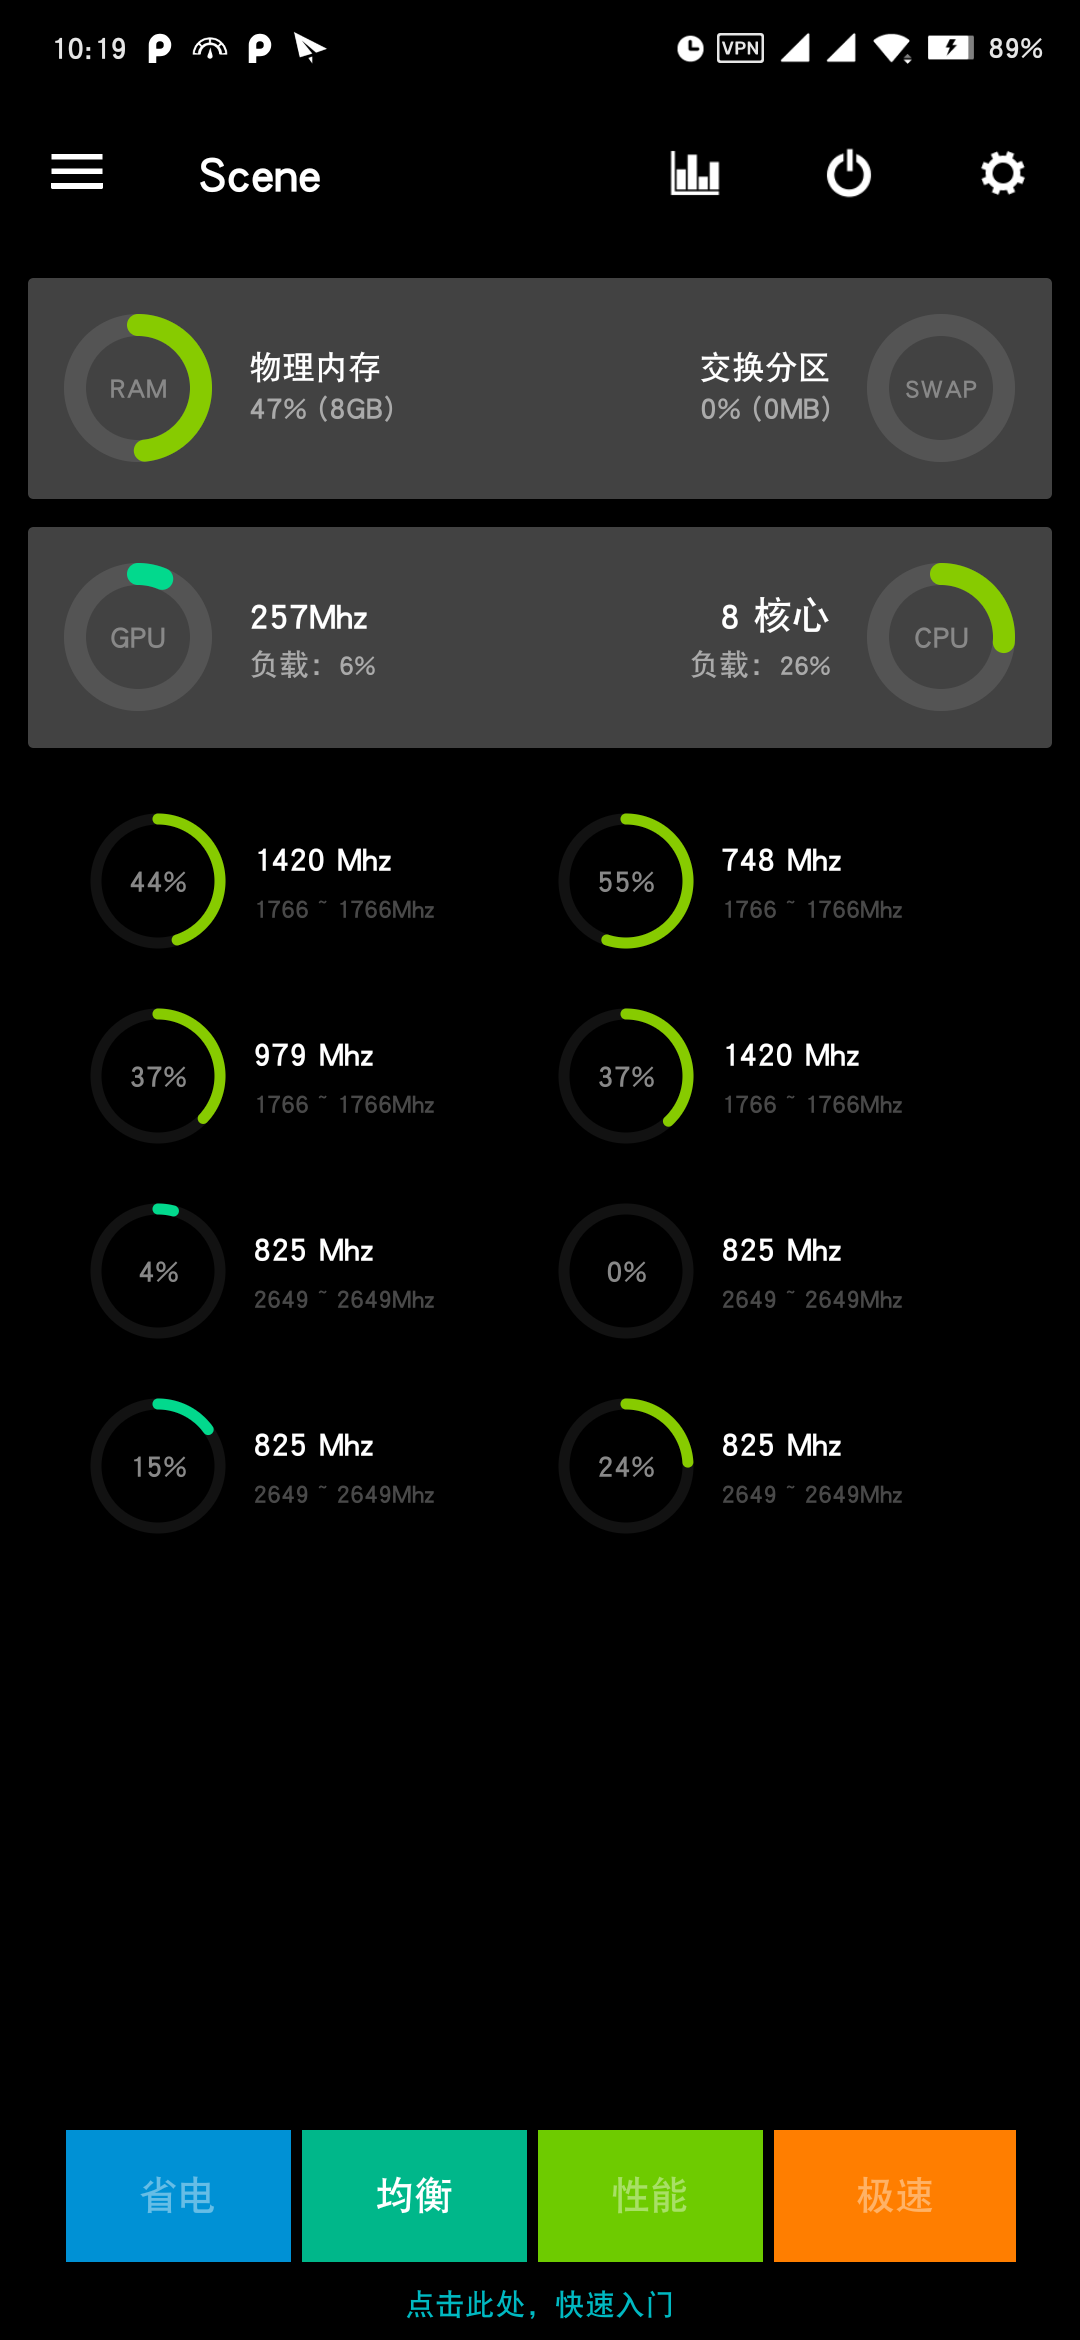 10:19 VPN 89%
Scene
RAM
物理内存
47% (8GB)
交换分区
0% (0MB)
SWAP
GPU
257Mhz
负载：6%
8 核心
负载：26%
CPU
44%
1420 Mhz
1766 ~ 1766Mhz
55%
748 Mhz
1766 ~ 1766Mhz
37%
979 Mhz
1766 ~ 1766Mhz
37%
1420 Mhz
1766 ~ 1766Mhz
4%
825 Mhz
2649 ~ 2649Mhz
0%
825 Mhz
2649 ~ 2649Mhz
15%
825 Mhz
2649 ~ 2649Mhz
24%
825 Mhz
2649 ~ 2649Mhz
省电 均衡 性能 极速
点击此处，快速入门